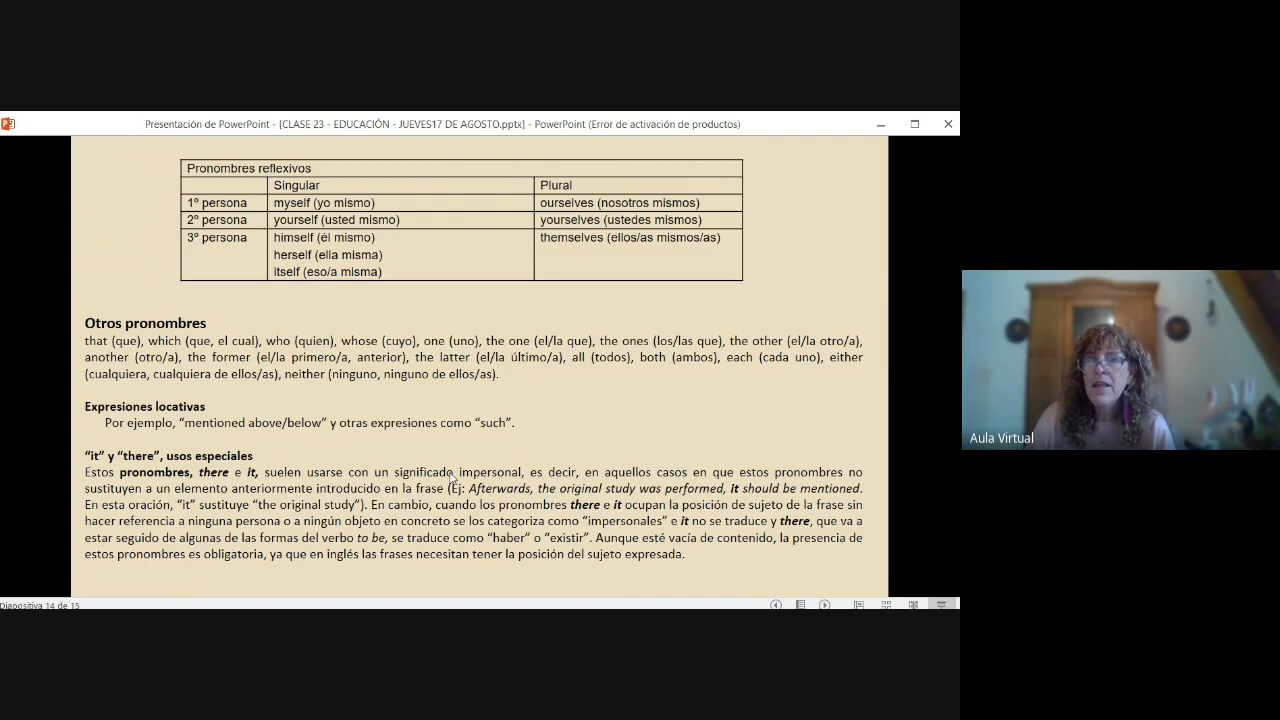 Presentación de PowerPoint - [CLASE 23 - EDUCACIÓN - JUEVES17 DE AGOSTO.pptx] - PowerPoint (Error de activación de productos)
Pronombres reflexivos
Singular Plural
1º persona myself (yo mismo) ourselves (nosotros mismos)
2º persona yourself (usted mismo) yourselves (ustedes mismos)
3º persona himself (él mismo) themselves (ellos/as mismos/as)
herself (ella misma)
itself (eso/a misma)
Otros pronombres
that (que), which (que, el cual), who (quien), whose (cuyo), one (uno), the one (el/la que), the ones (los/las que), the other (el/la otro/a),
another (otro/a), the former (el/la primero/a, anterior), the latter (el/la último/a), all (todos), both (ambos), each (cada uno), either
(cualquiera, cualquiera de ellos/as), neither (ninguno, ninguno de ellos/as).
Expresiones locativas
Por ejemplo, “mentioned above/below” y otras expresiones como “such”.
“it” y “there”, usos especiales
Estos pronombres, there e it, suelen usarse con un significado impersonal, es decir, en aquellos casos en que estos pronombres no
sustituyen a un elemento anteriormente introducido en la frase (Ej: Afterwards, the original study was performed, it should be mentioned.
En esta oración, “it” sustituye “the original study”). En cambio, cuando los pronombres there e it ocupan la posición de sujeto de la frase sin
hacer referencia a ninguna persona o a ningún objeto en concreto se los categoriza como “impersonales” e it no se traduce y there, que va a
estar seguido de algunas de las formas del verbo to be, se traduce como “haber” o “existir”. Aunque esté vacía de contenido, la presencia de
estos pronombres es obligatoria, ya que en inglés las frases necesitan tener la posición del sujeto expresada.
Diapositiva 14 de 15
Aula Virtual